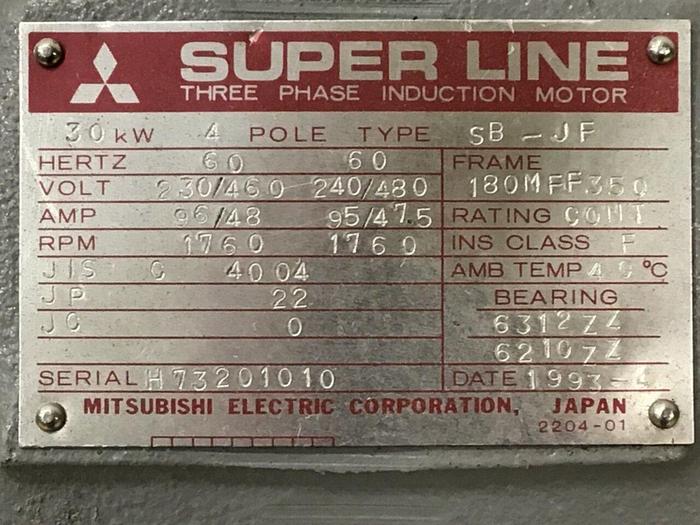 SUPER LINE
THREE PHASE INDUCTION MOTOR
30 kW 4 POLE TYPE SB-JF
HERTZ 60 60 FRAME
VOLT 230/460 240/480 180MFF350
AMP 96/48 95/47.5 RATING CONT
RPM 1760 1760 INS CLASS F
JIS C 4004 AMB TEMP 40 °C
JP 22 BEARING
JC 0 6312ZZ
6210ZZ
SERIAL H73201010 DATE 1993-4
MITSUBISHI ELECTRIC CORPORATION, JAPAN
2204-01